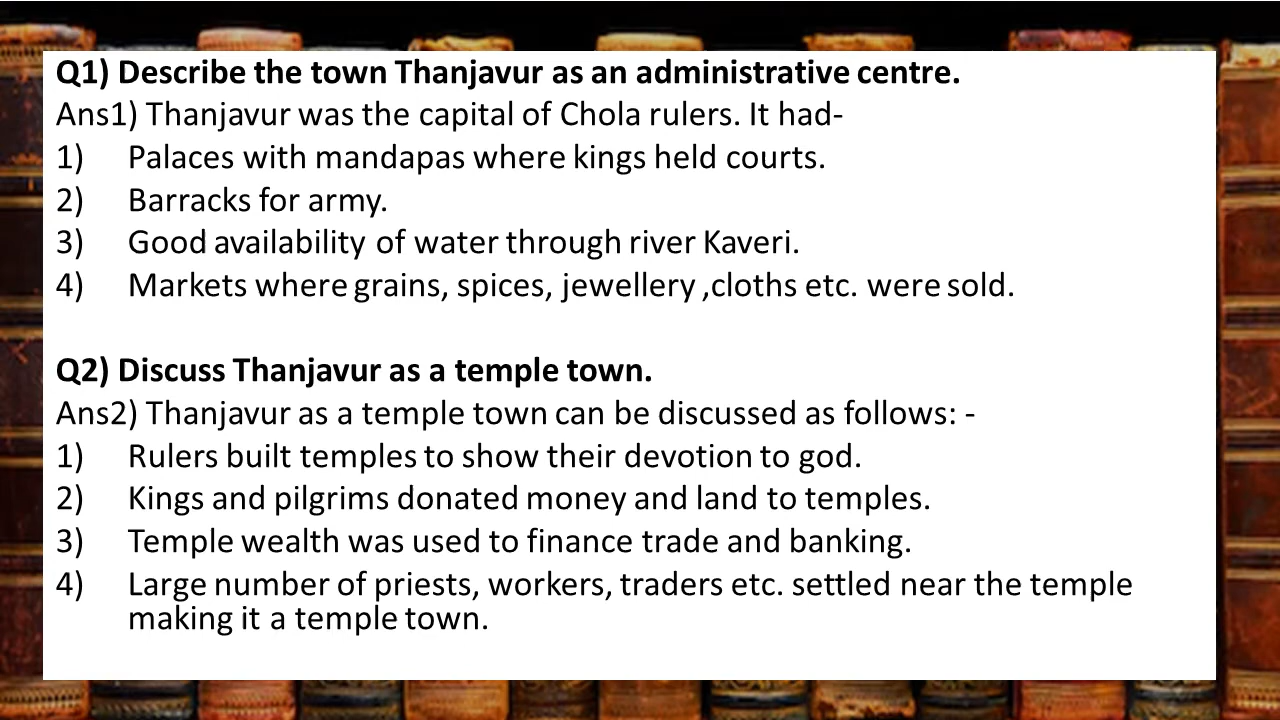 Q1) Describe the town Thanjavur as an administrative centre.
Ans1) Thanjavur was the capital of Chola rulers. It had-
1) Palaces with mandapas where kings held courts.
2) Barracks for army.
3) Good availability of water through river Kaveri.
4) Markets where grains, spices, jewellery ,cloths etc. were sold.
Q2) Discuss Thanjavur as a temple town.
Ans2) Thanjavur as a temple town can be discussed as follows: -
1) Rulers built temples to show their devotion to god.
2) Kings and pilgrims donated money and land to temples.
3) Temple wealth was used to finance trade and banking.
4) Large number of priests, workers, traders etc. settled near the temple
making it a temple town.